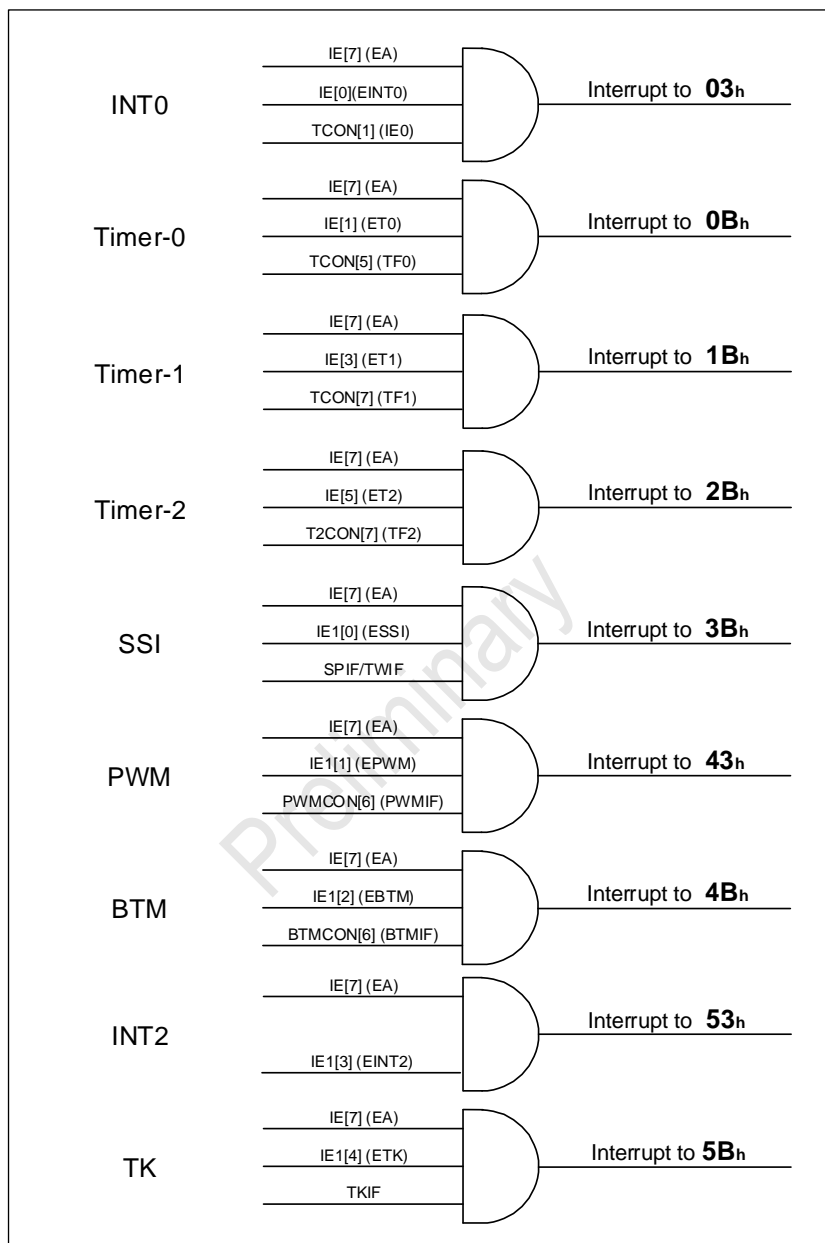 IE[7] (EA)
INT0
IE[0](EINT0)
TCON[1] (IE0)
Interrupt to 03h
IE[7] (EA)
Timer-0
IE[1] (ET0)
TCON[5] (TF0)
Interrupt to 0Bh
IE[7] (EA)
Timer-1
IE[3] (ET1)
TCON[7] (TF1)
Interrupt to 1Bh
IE[7] (EA)
Timer-2
IE[5] (ET2)
T2CON[7] (TF2)
Interrupt to 2Bh
IE[7] (EA)
SSI
IE1[0] (ESSI)
SPIF/TWIF
Interrupt to 3Bh
IE[7] (EA)
PWM
IE1[1] (EPWM)
PWMCON[6] (PWMIF)
Interrupt to 43h
IE[7] (EA)
BTM
IE1[2] (EBTM)
BTMCON[6] (BTMIF)
Interrupt to 4Bh
IE[7] (EA)
INT2
IE1[3] (EINT2)
Interrupt to 53h
IE[7] (EA)
TK
IE1[4] (ETK)
TKIF
Interrupt to 5Bh
Preliminary